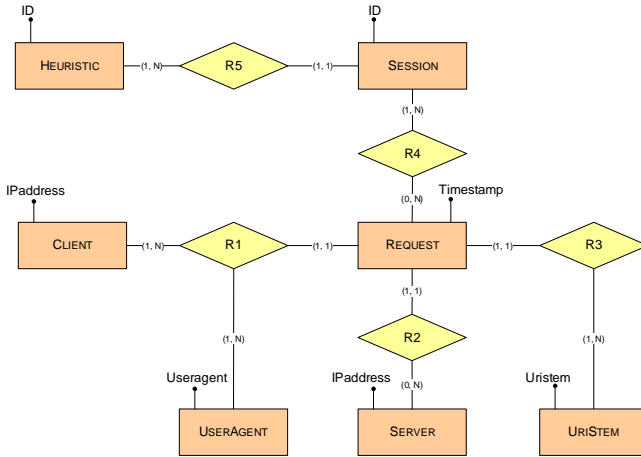 ID
ID
HEURISTIC
(1, N)
R5
(1, 1)
SESSION
(1, N)
R4
IPaddress
(0, N)
Timestamp
CLIENT
(1, N)
R1
(1, 1)
REQUEST
(1, 1)
R3
(1, 1)
(1, N)
R2
(1, N)
Useragent
IPaddress
(0, N)
Uristem
USERAGENT
SERVER
URISTEM